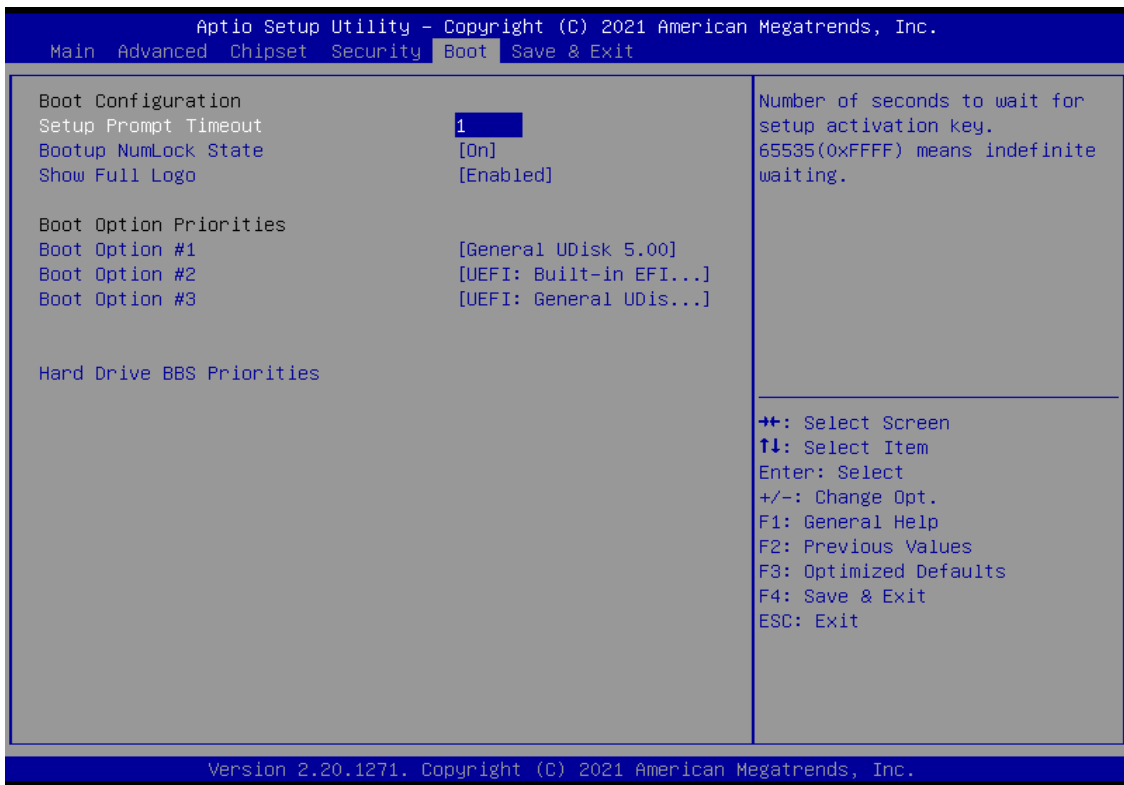 Aptio Setup Utility – Copyright (C) 2021 American Megatrends, Inc.
Main Advanced Chipset Security Boot Save & Exit
Boot Configuration
Setup Prompt Timeout 1
Bootup NumLock State [On]
Show Full Logo [Enabled]
Boot Option Priorities
Boot Option #1 [General UDisk 5.00]
Boot Option #2 [UEFI: Built-in EFI...]
Boot Option #3 [UEFI: General UDis...]
Hard Drive BBS Priorities
Number of seconds to wait for
setup activation key.
65535(0xFFFF) means indefinite
waiting.
→←: Select Screen
↑↓: Select Item
Enter: Select
+/-: Change Opt.
F1: General Help
F2: Previous Values
F3: Optimized Defaults
F4: Save & Exit
ESC: Exit
Version 2.20.1271. Copyright (C) 2021 American Megatrends, Inc.